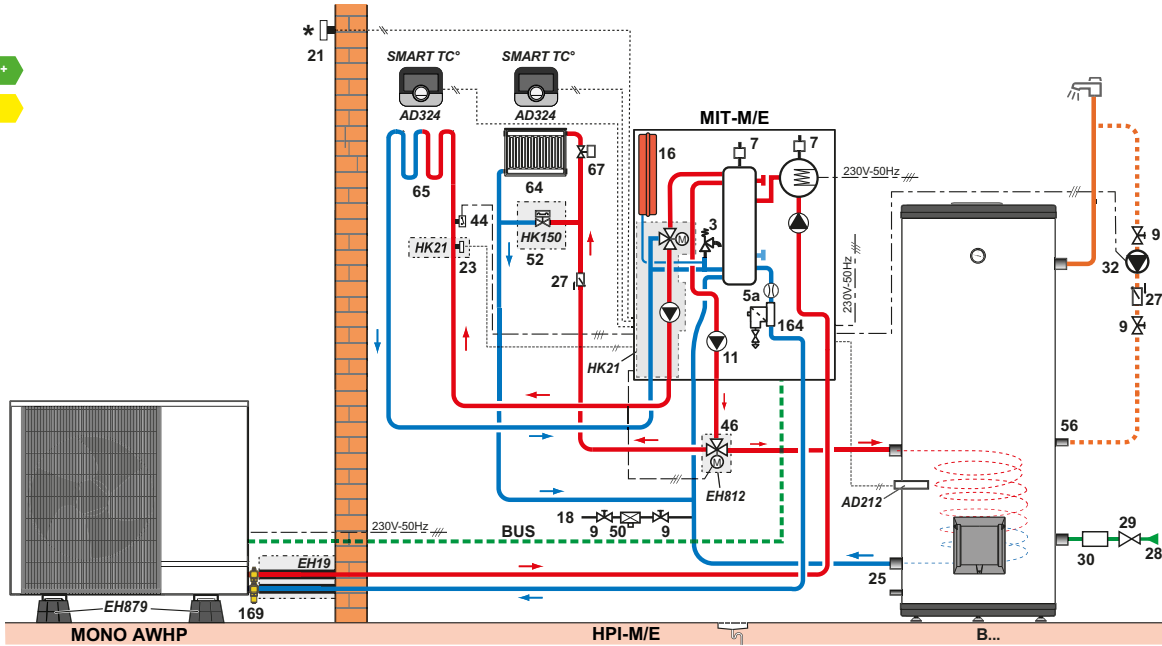 *
21
+
SMART TC°
SMART TC°
AD324
AD324
MIT-M/E
16
7
7
230V-50Hz
67
65
64
44
HK150
3
M
HK21
23
52
9
32
27
5a
230V-50Hz
27
164
9
11
HK21
46
56
M
EH812
AD212
18
9
50
9
29
230V-50Hz
BUS
30
28
EH19
25
EH879
169
MONO AWHP
HPI-M/E
B...